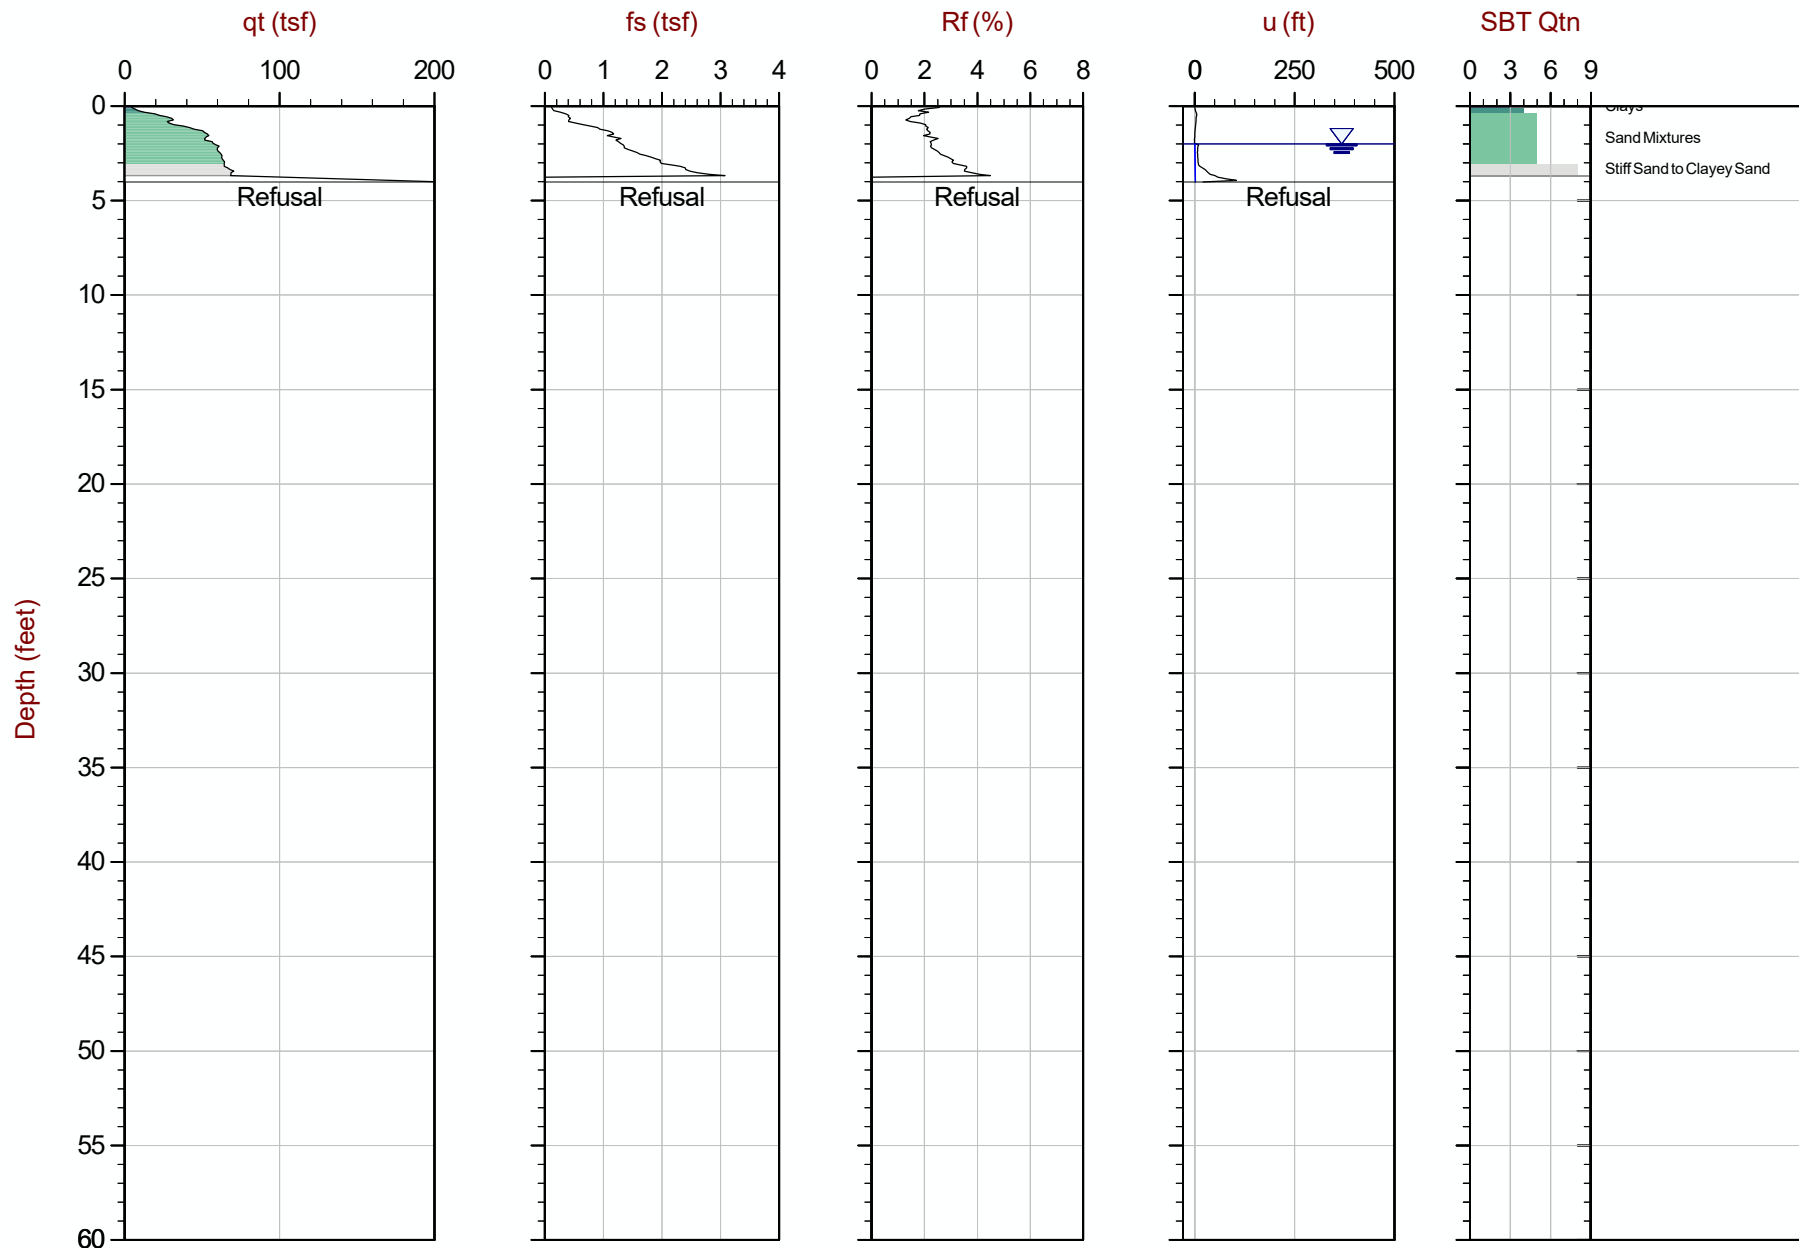 qt (tsf) fs (tsf) Rf (%) u (ft) SBT Qtn
0 100 200 0 1 2 3 4 0 2 4 6 8 0 250 500 0 3 6 9
0
Clays
Sand Mixtures
Stiff Sand to Clayey Sand
Refusal Refusal Refusal Refusal
5
10
15
20
25
30
35
40
45
50
55
60
Depth (feet)